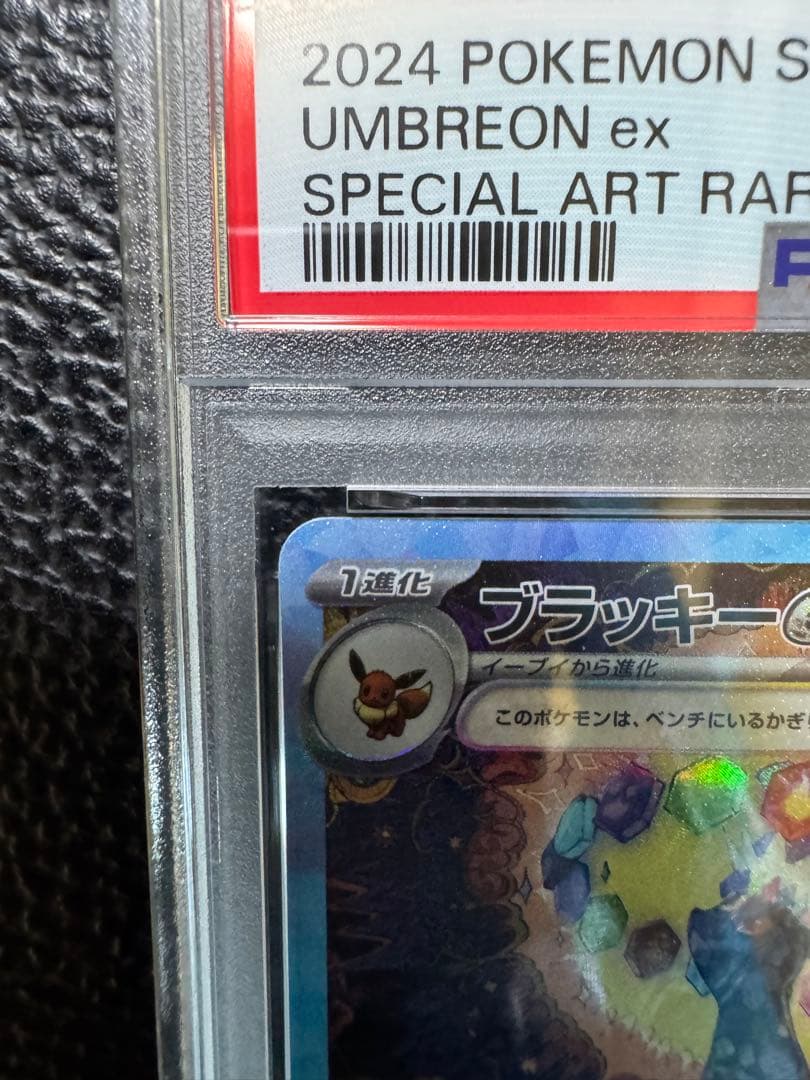 2024 POKEMON S
UMBREON ex
SPECIAL ART RAR
P
1進化
ブラッキー
イーブイから進化
このポケモンは、ベンチにいるかぎり